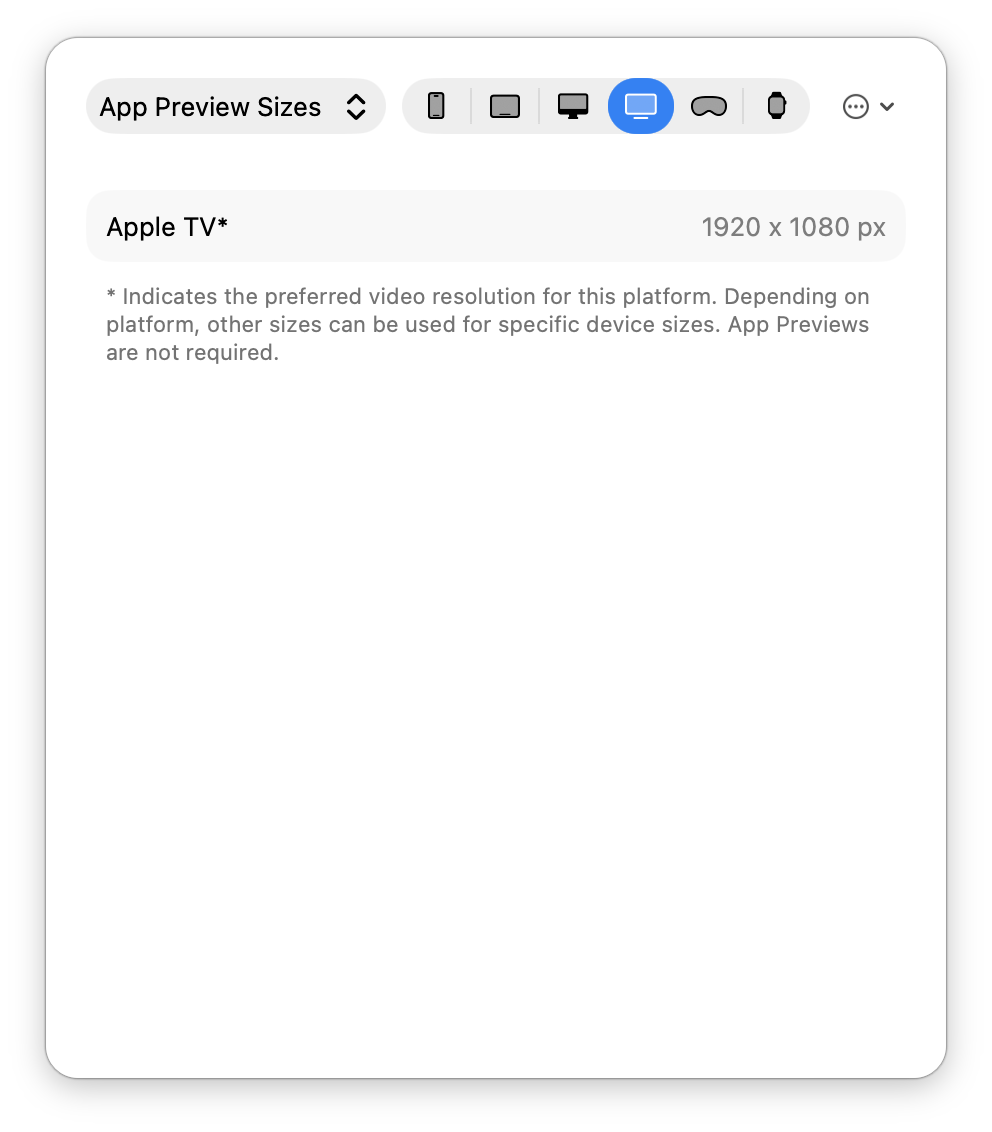 App Preview Sizes
Apple TV*
1920 x 1080 px
* Indicates the preferred video resolution for this platform. Depending on
platform, other sizes can be used for specific device sizes. App Previews
are not required.